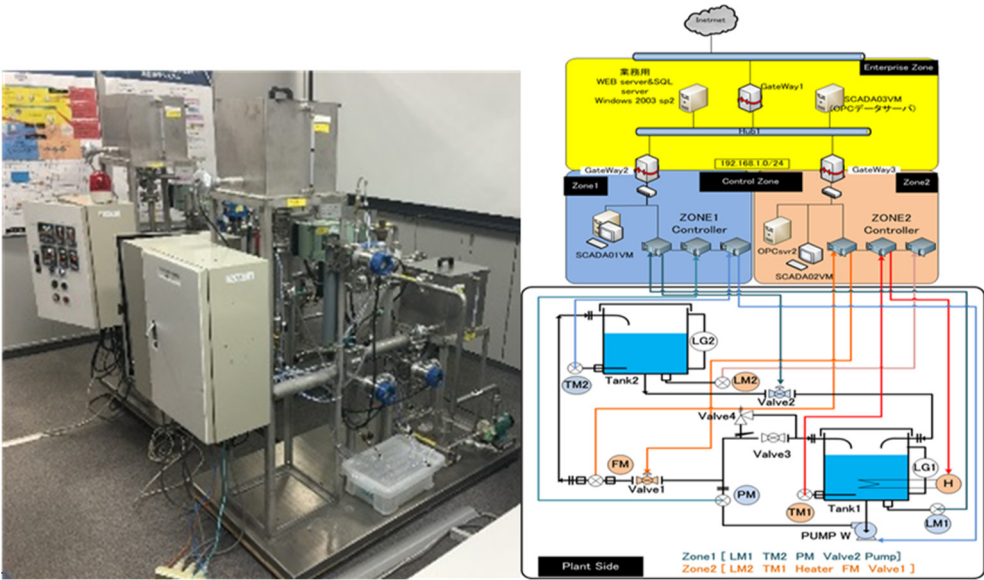 Inetrnet
Enterprise Zone
業務用
WEB server&SQL
server
Windows 2003 sp2
GateWay1
SCADA03VM
(OPCデータサーバ)
Hub1
192.168.1.0/24
GateWay2
GateWay3
Zone1
Control Zone
Zone2
ZONE1
Controller
ZONE2
Controller
SCADA01VM
OPCsvr2
SCADA02VM
LG2
TM2
Tank2
LM2
Valve2
Valve4
Valve3
FM
Valve1
PM
LG1
H
TM1
Tank1
LM1
PUMP W
Plant Side
Zone1 [ LM1 TM2 PM Valve2 Pump]
Zone2 [ LM2 TM1 Heater FM Valve1 ]